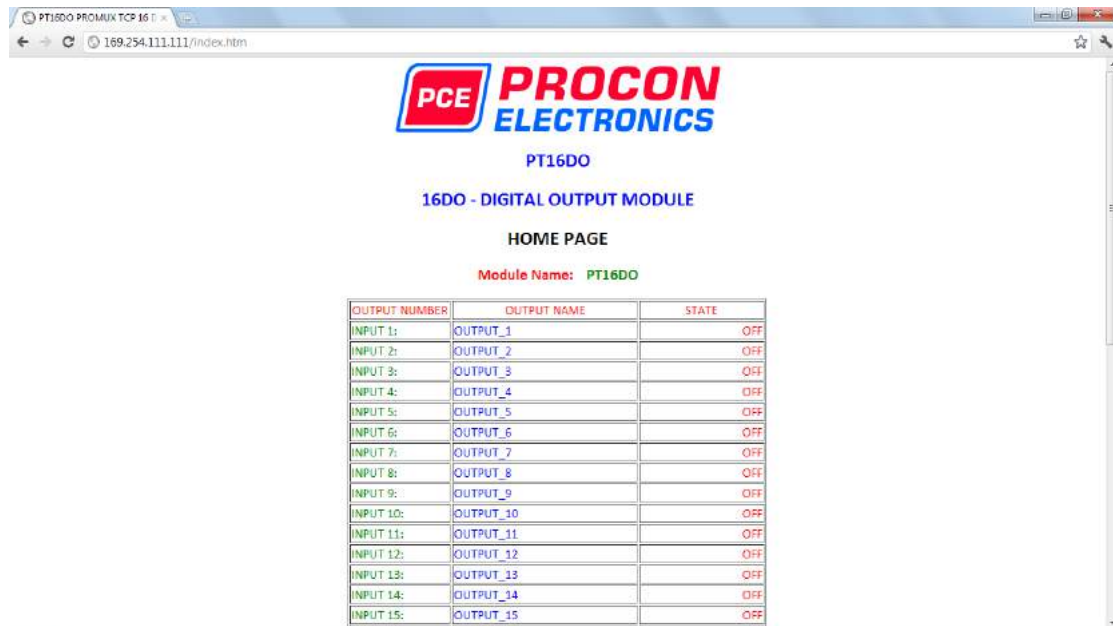 PT16DO PROMUX TCP 16 D
169.254.111.111/index.htm
PCE PROCON
ELECTRONICS
PT16DO
16DO - DIGITAL OUTPUT MODULE
HOME PAGE
Module Name: PT16DO
OUTPUT NUMBER OUTPUT NAME STATE
INPUT 1: OUTPUT_1 OFF
INPUT 2: OUTPUT_2 OFF
INPUT 3: OUTPUT_3 OFF
INPUT 4: OUTPUT_4 OFF
INPUT 5: OUTPUT_5 OFF
INPUT 6: OUTPUT_6 OFF
INPUT 7: OUTPUT_7 OFF
INPUT 8: OUTPUT_8 OFF
INPUT 9: OUTPUT_9 OFF
INPUT 10: OUTPUT_10 OFF
INPUT 11: OUTPUT_11 OFF
INPUT 12: OUTPUT_12 OFF
INPUT 13: OUTPUT_13 OFF
INPUT 14: OUTPUT_14 OFF
INPUT 15: OUTPUT_15 OFF